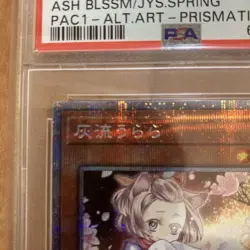 ASH BLSSM/JYS.SPRING
PAC1 - ALT.ART - PRISMATI
PSA
灰流うらら